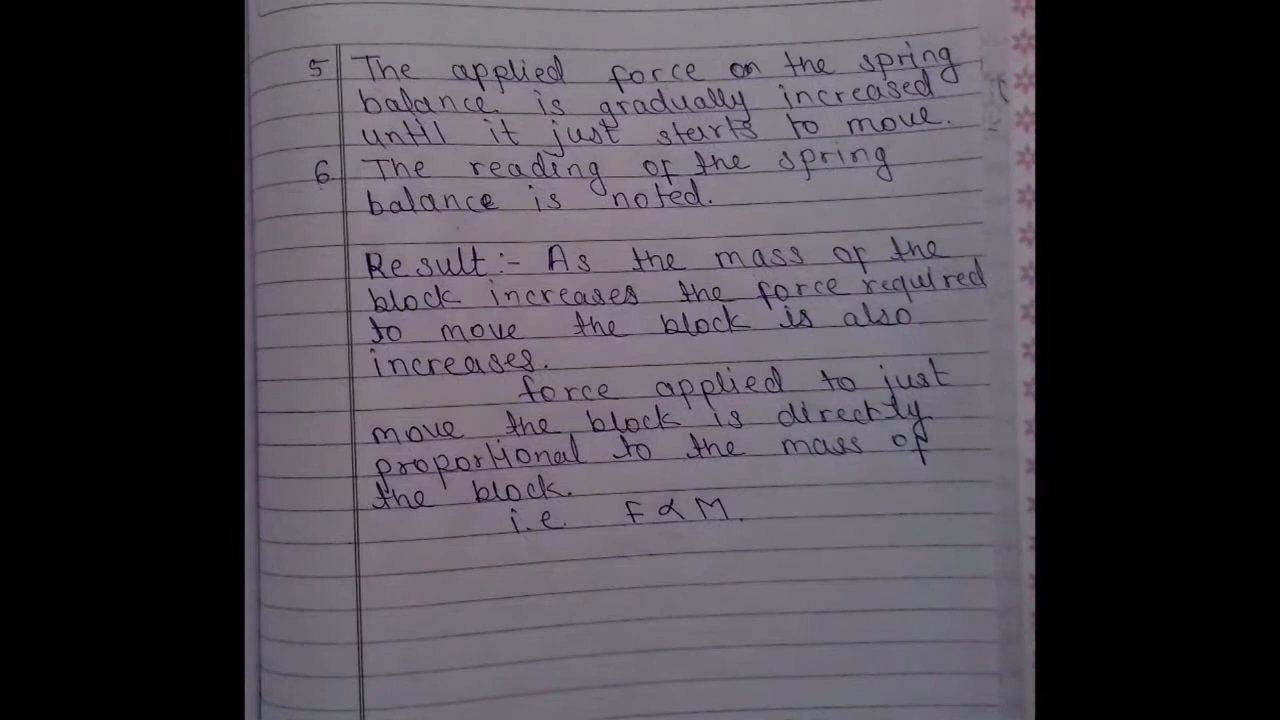 5 The applied force on the spring
balance is gradually increased
until it just starts to move.
6 The reading of the spring
balance is noted.
Result :- As the mass of the
block increases the force required
to move the block is also
increases.
force applied to just
move the block is directly
proportional to the mass of
the block.
i.e. F ∝ M.